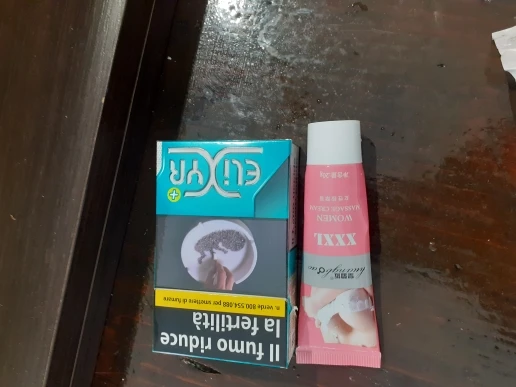 ELIXYR
n. verde 800.554.088 per smettere di fumare
Il fumo riduce
la fertilità
XXXL
WOMEN
MASSAGE CREAM